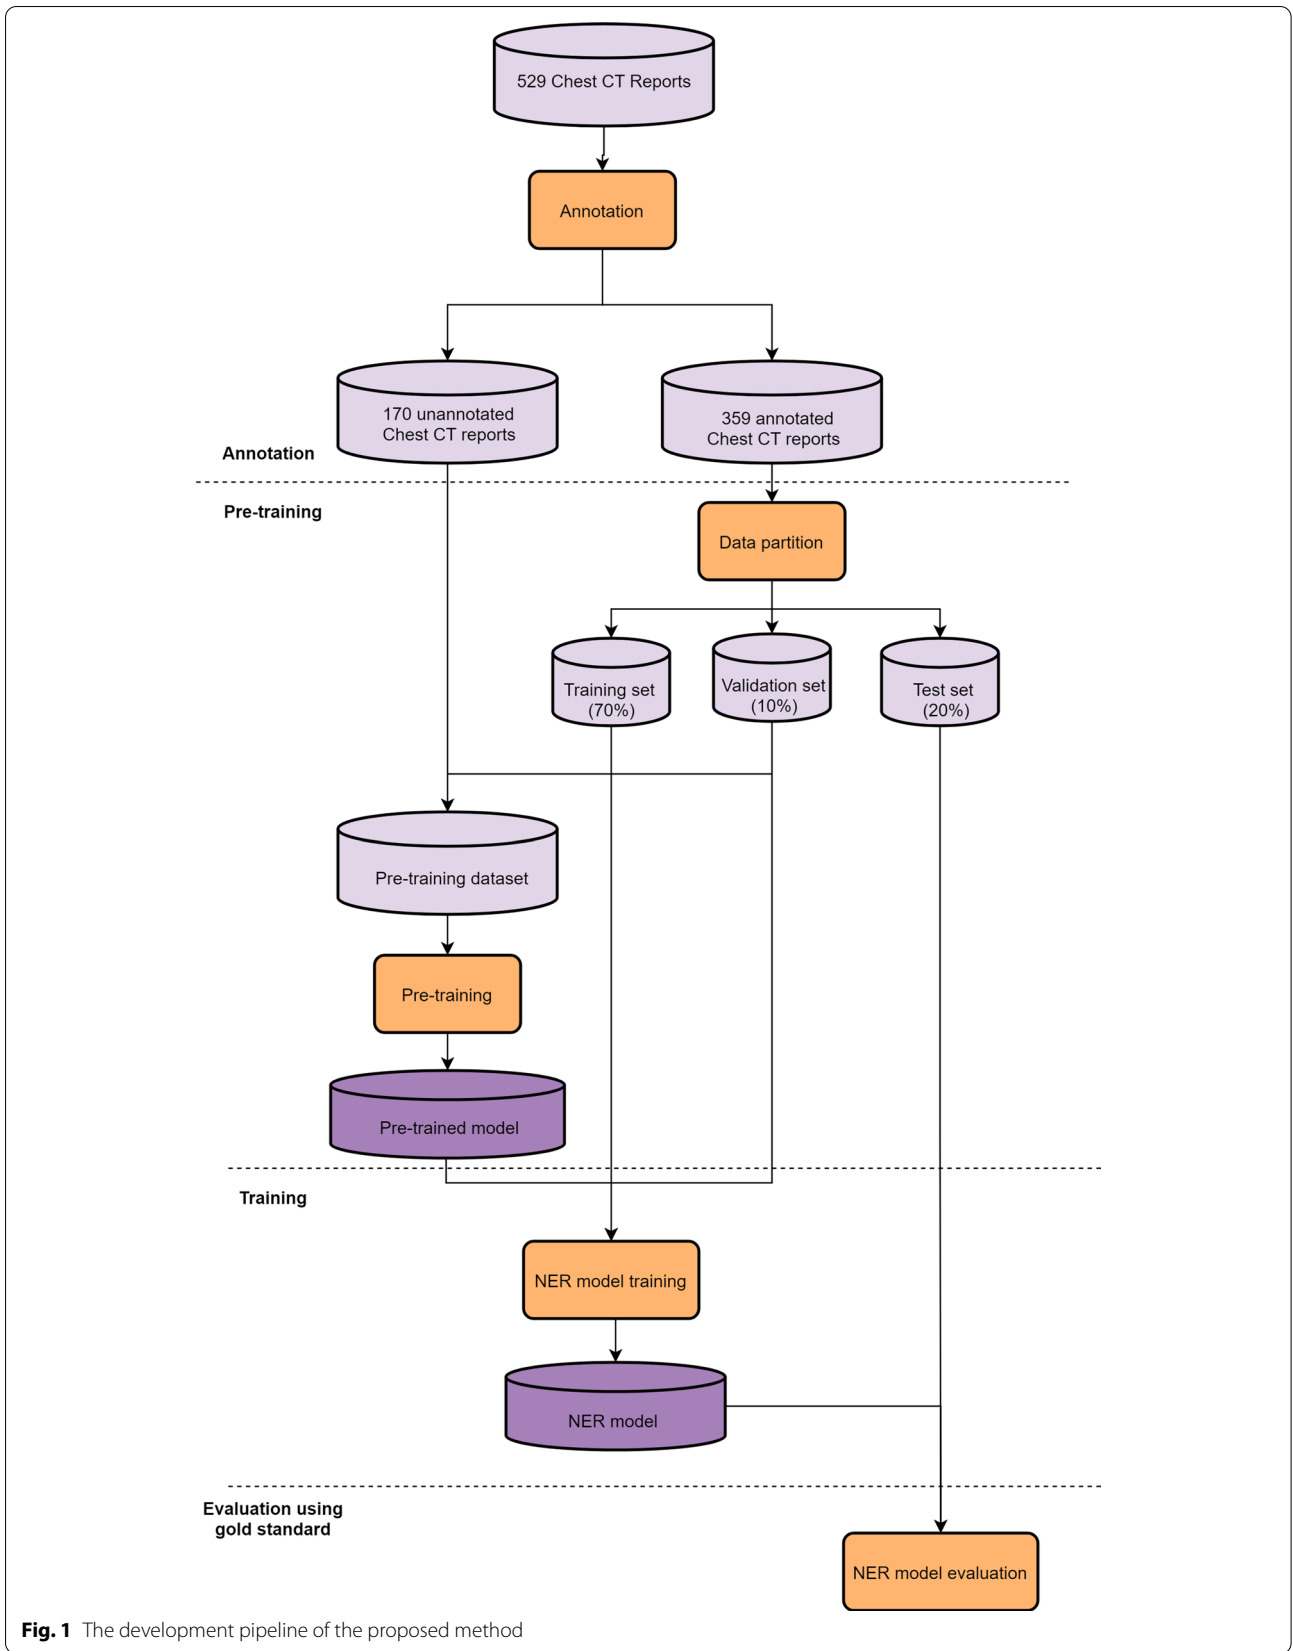 529 Chest CT Reports
Annotation
170 unannotated
Chest CT reports
359 annotated
Chest CT reports
Annotation
Pre-training
Data partition
Training set
(70%)
Validation set
(10%)
Test set
(20%)
Pre-training dataset
Pre-training
Pre-trained model
Training
NER model training
NER model
Evaluation using
gold standard
NER model evaluation
Fig. 1 The development pipeline of the proposed method